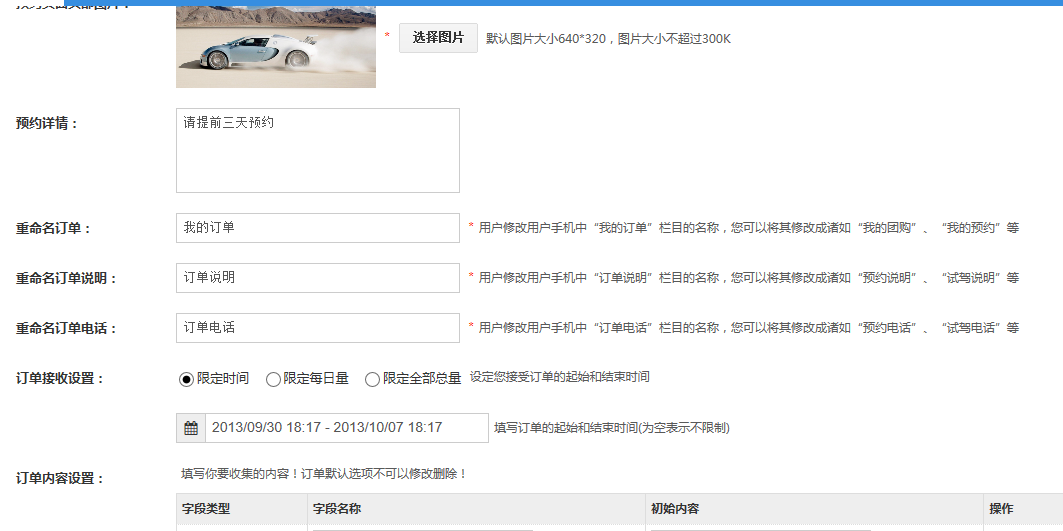 * 选择图片 默认图片大小640*320，图片大小不超过300K
预约详情：
请提前三天预约
重命名订单： 我的订单 * 用户修改用户手机中“我的订单”栏目的名称，您可以将其修改成诸如“我的团购”、“我的预约”等
重命名订单说明： 订单说明 * 用户修改用户手机中“订单说明”栏目的名称，您可以将其修改成诸如“预约说明”、“试驾说明”等
重命名订单电话： 订单电话 * 用户修改用户手机中“订单电话”栏目的名称，您可以将其修改成诸如“预约电话”、“试驾电话”等
订单接收设置： 限定时间 限定每日量 限定全部总量 设定您接受订单的起始和结束时间
2013/09/30 18:17 - 2013/10/07 18:17 填写订单的起始和结束时间(为空表示不限制)
订单内容设置： 填写你要收集的内容！订单默认选项不可以修改删除！
字段类型 字段名称 初始内容 操作